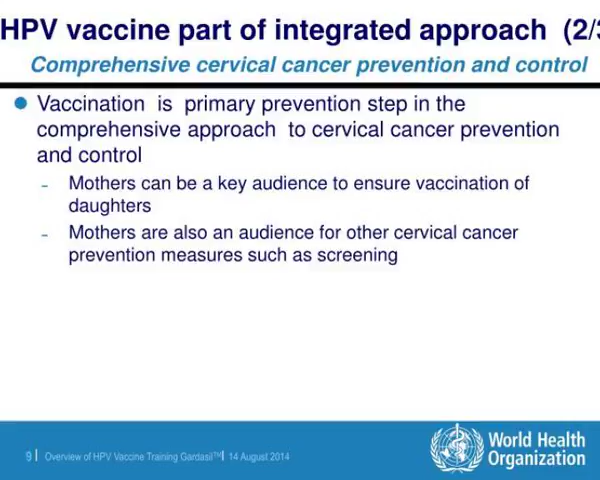 HPV vaccine part of integrated approach (2/3
Comprehensive cervical cancer prevention and control
Vaccination is primary prevention step in the
comprehensive approach to cervical cancer prevention
and control
- Mothers can be a key audience to ensure vaccination of
daughters
- Mothers are also an audience for other cervical cancer
prevention measures such as screening
9 | Overview of HPV Vaccine Training Gardasil™| 14 August 2014
World Health
Organization